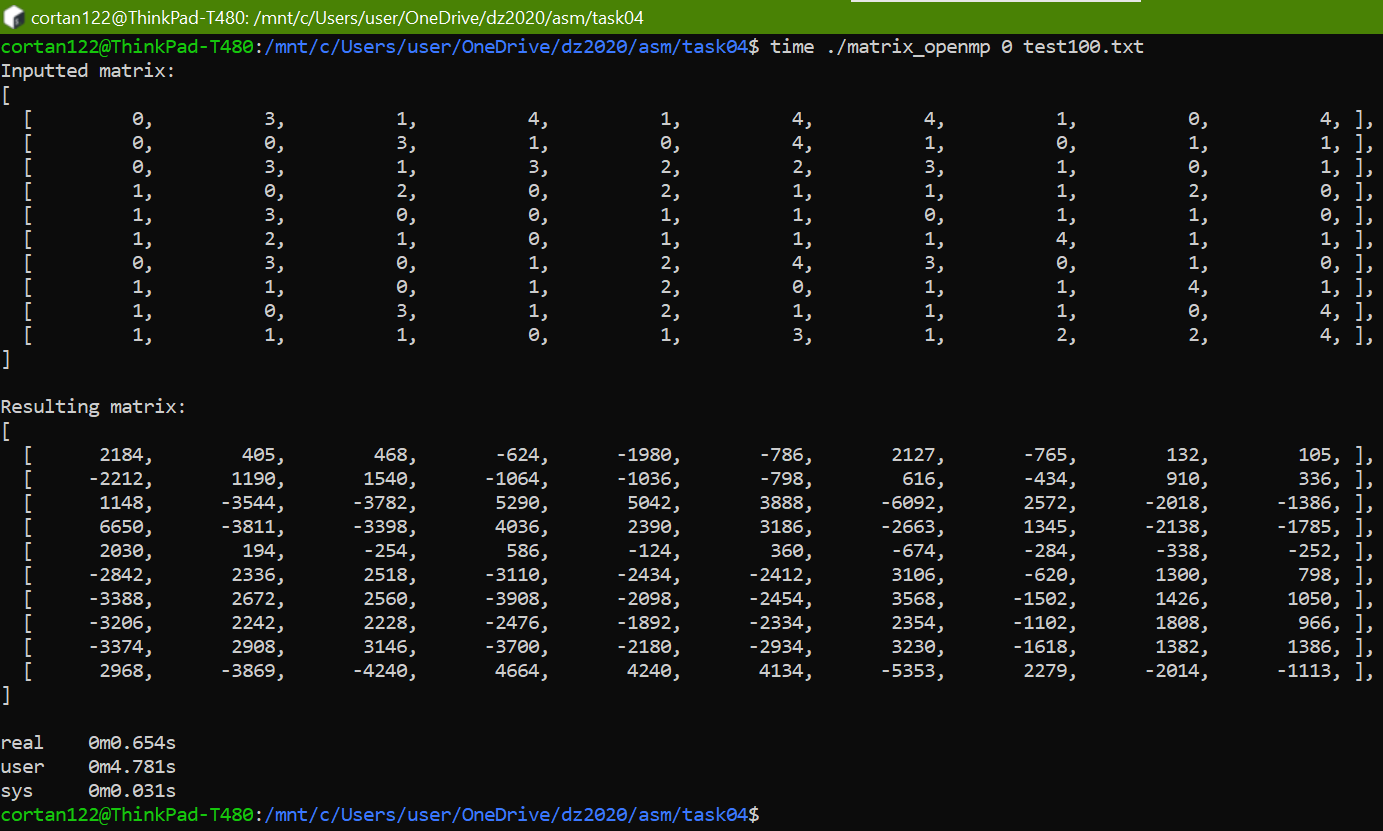 cortan122@ThinkPad-T480: /mnt/c/Users/user/OneDrive/dz2020/asm/task04
cortan122@ThinkPad-T480:/mnt/c/Users/user/OneDrive/dz2020/asm/task04$ time ./matrix_openmp 0 test100.txt
Inputted matrix:
[
  [         0,          3,          1,          4,          1,          4,          4,          1,          0,          4, ],
  [         0,          0,          3,          1,          0,          4,          1,          0,          1,          1, ],
  [         0,          3,          1,          3,          2,          2,          3,          1,          0,          1, ],
  [         1,          0,          2,          0,          2,          1,          1,          1,          2,          0, ],
  [         1,          3,          0,          0,          1,          1,          0,          1,          1,          0, ],
  [         1,          2,          1,          0,          1,          1,          1,          4,          1,          1, ],
  [         0,          3,          0,          1,          2,          4,          3,          0,          1,          0, ],
  [         1,          1,          0,          1,          2,          0,          1,          1,          4,          1, ],
  [         1,          0,          3,          1,          2,          1,          1,          1,          0,          4, ],
  [         1,          1,          1,          0,          1,          3,          1,          2,          2,          4, ],
]
Resulting matrix:
[
  [      2184,        405,        468,       -624,      -1980,       -786,       2127,       -765,        132,        105, ],
  [     -2212,       1190,       1540,      -1064,      -1036,       -798,        616,       -434,        910,        336, ],
  [      1148,      -3544,      -3782,       5290,       5042,       3888,      -6092,       2572,      -2018,      -1386, ],
  [      6650,      -3811,      -3398,       4036,       2390,       3186,      -2663,       1345,      -2138,      -1785, ],
  [      2030,        194,       -254,        586,       -124,        360,       -674,       -284,       -338,       -252, ],
  [     -2842,       2336,       2518,      -3110,      -2434,      -2412,       3106,       -620,       1300,        798, ],
  [     -3388,       2672,       2560,      -3908,      -2098,      -2454,       3568,      -1502,       1426,       1050, ],
  [     -3206,       2242,       2228,      -2476,      -1892,      -2334,       2354,      -1102,       1808,        966, ],
  [     -3374,       2908,       3146,      -3700,      -2180,      -2934,       3230,      -1618,       1382,       1386, ],
  [      2968,      -3869,      -4240,       4664,       4240,       4134,      -5353,       2279,      -2014,      -1113, ],
]
real    0m0.654s
user    0m4.781s
sys     0m0.031s
cortan122@ThinkPad-T480:/mnt/c/Users/user/OneDrive/dz2020/asm/task04$